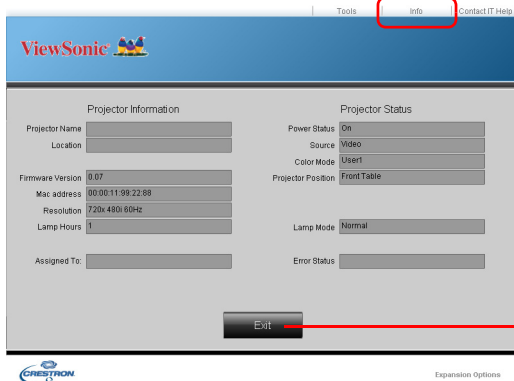 Tools Info Contact IT Help
ViewSonic
Projector Information
Projector Name
Location
Firmware Version 0.07
Mac address 00:00:11:99:22:88
Resolution 720x 480i 60Hz
Lamp Hours 1
Assigned To:
Projector Status
Power Status On
Source Video
Color Mode User1
Projector Position Front Table
Lamp Mode Normal
Error Status
Exit
CRESTRON
Expansion Options